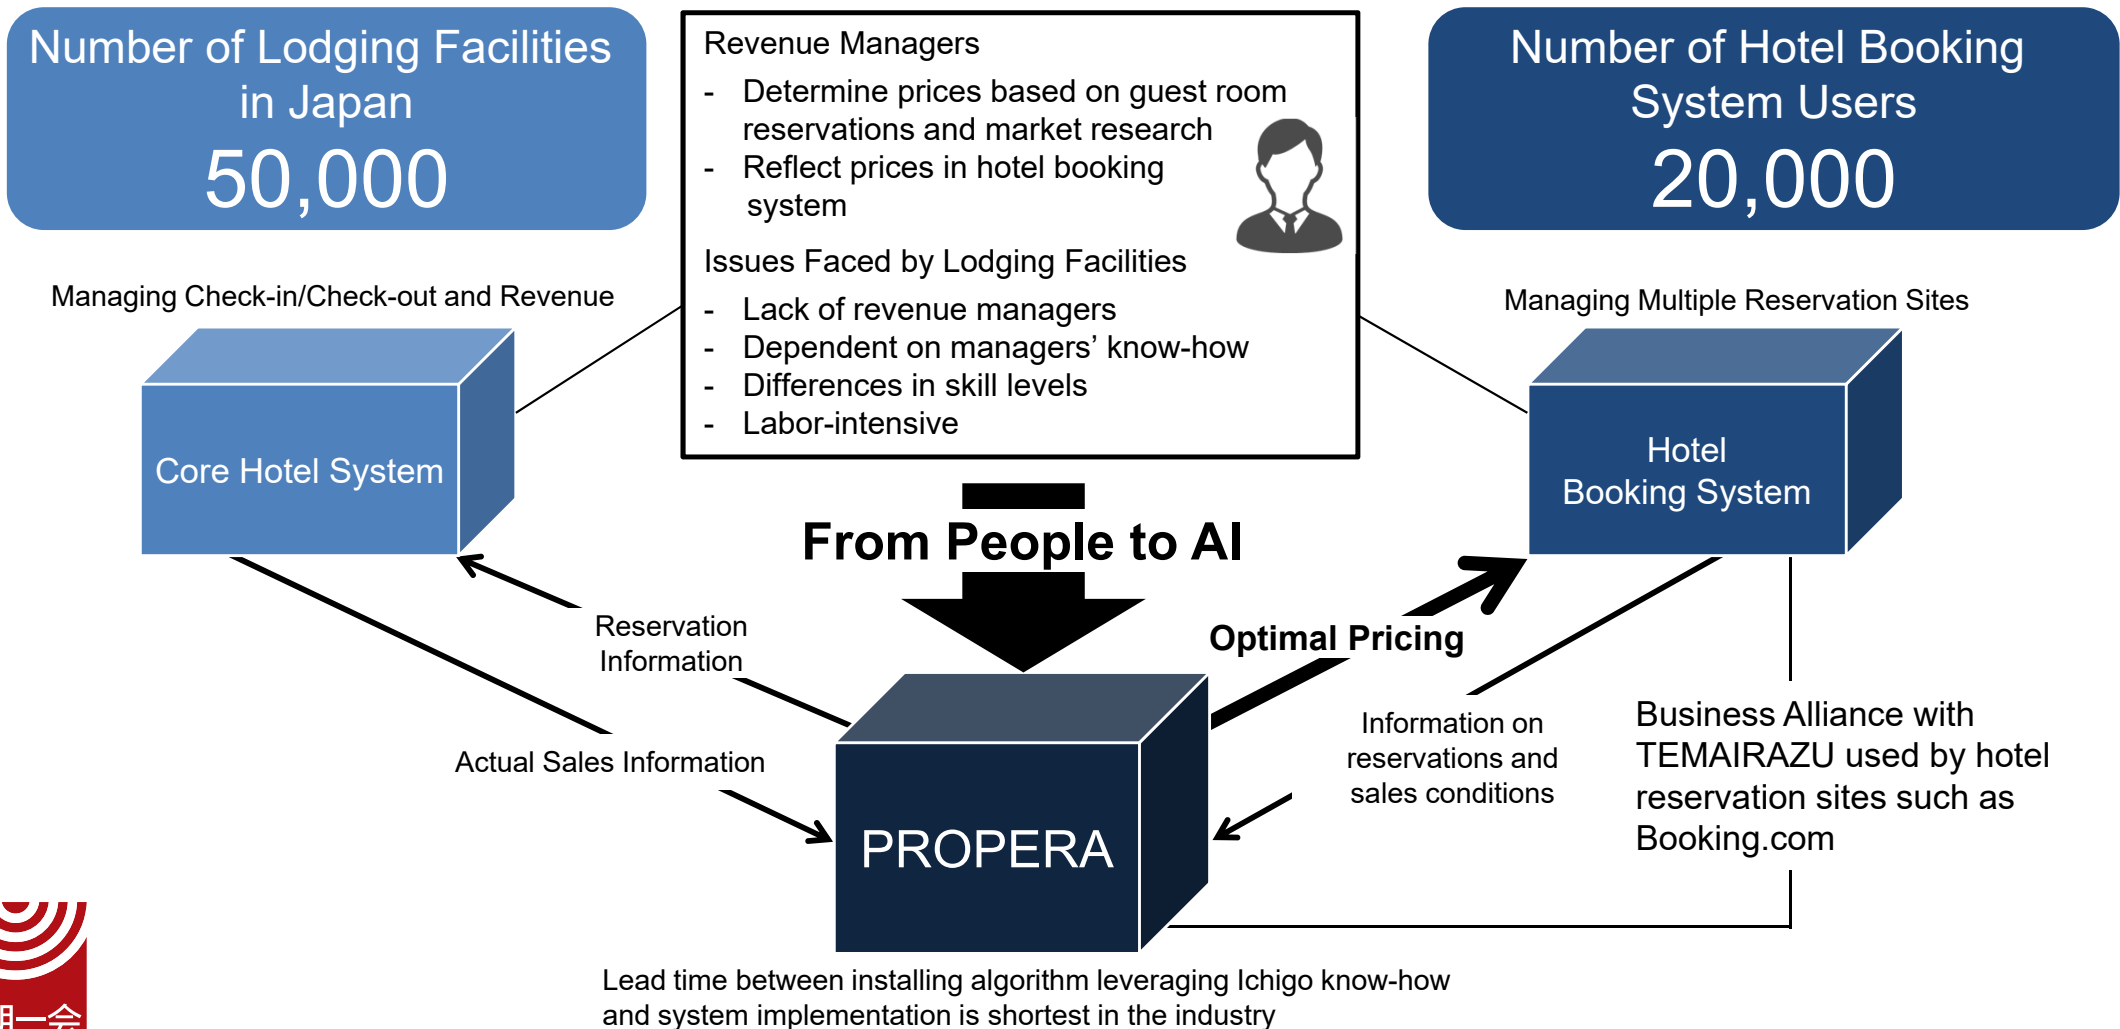 Number of Lodging Facilities
in Japan
50,000
Revenue Managers
- Determine prices based on guest room
reservations and market research
- Reflect prices in hotel booking
system
Issues Faced by Lodging Facilities
- Lack of revenue managers
- Dependent on managers’ know-how
- Differences in skill levels
- Labor-intensive
Number of Hotel Booking
System Users
20,000
Managing Check-in/Check-out and Revenue
Core Hotel System
Managing Multiple Reservation Sites
Hotel
Booking System
From People to AI
Reservation
Information
Actual Sales Information
Optimal Pricing
Information on
reservations and
sales conditions
Business Alliance with
TEMAIRAZU used by hotel
reservation sites such as
Booking.com
PROPERA
Lead time between installing algorithm leveraging Ichigo know-how
and system implementation is shortest in the industry